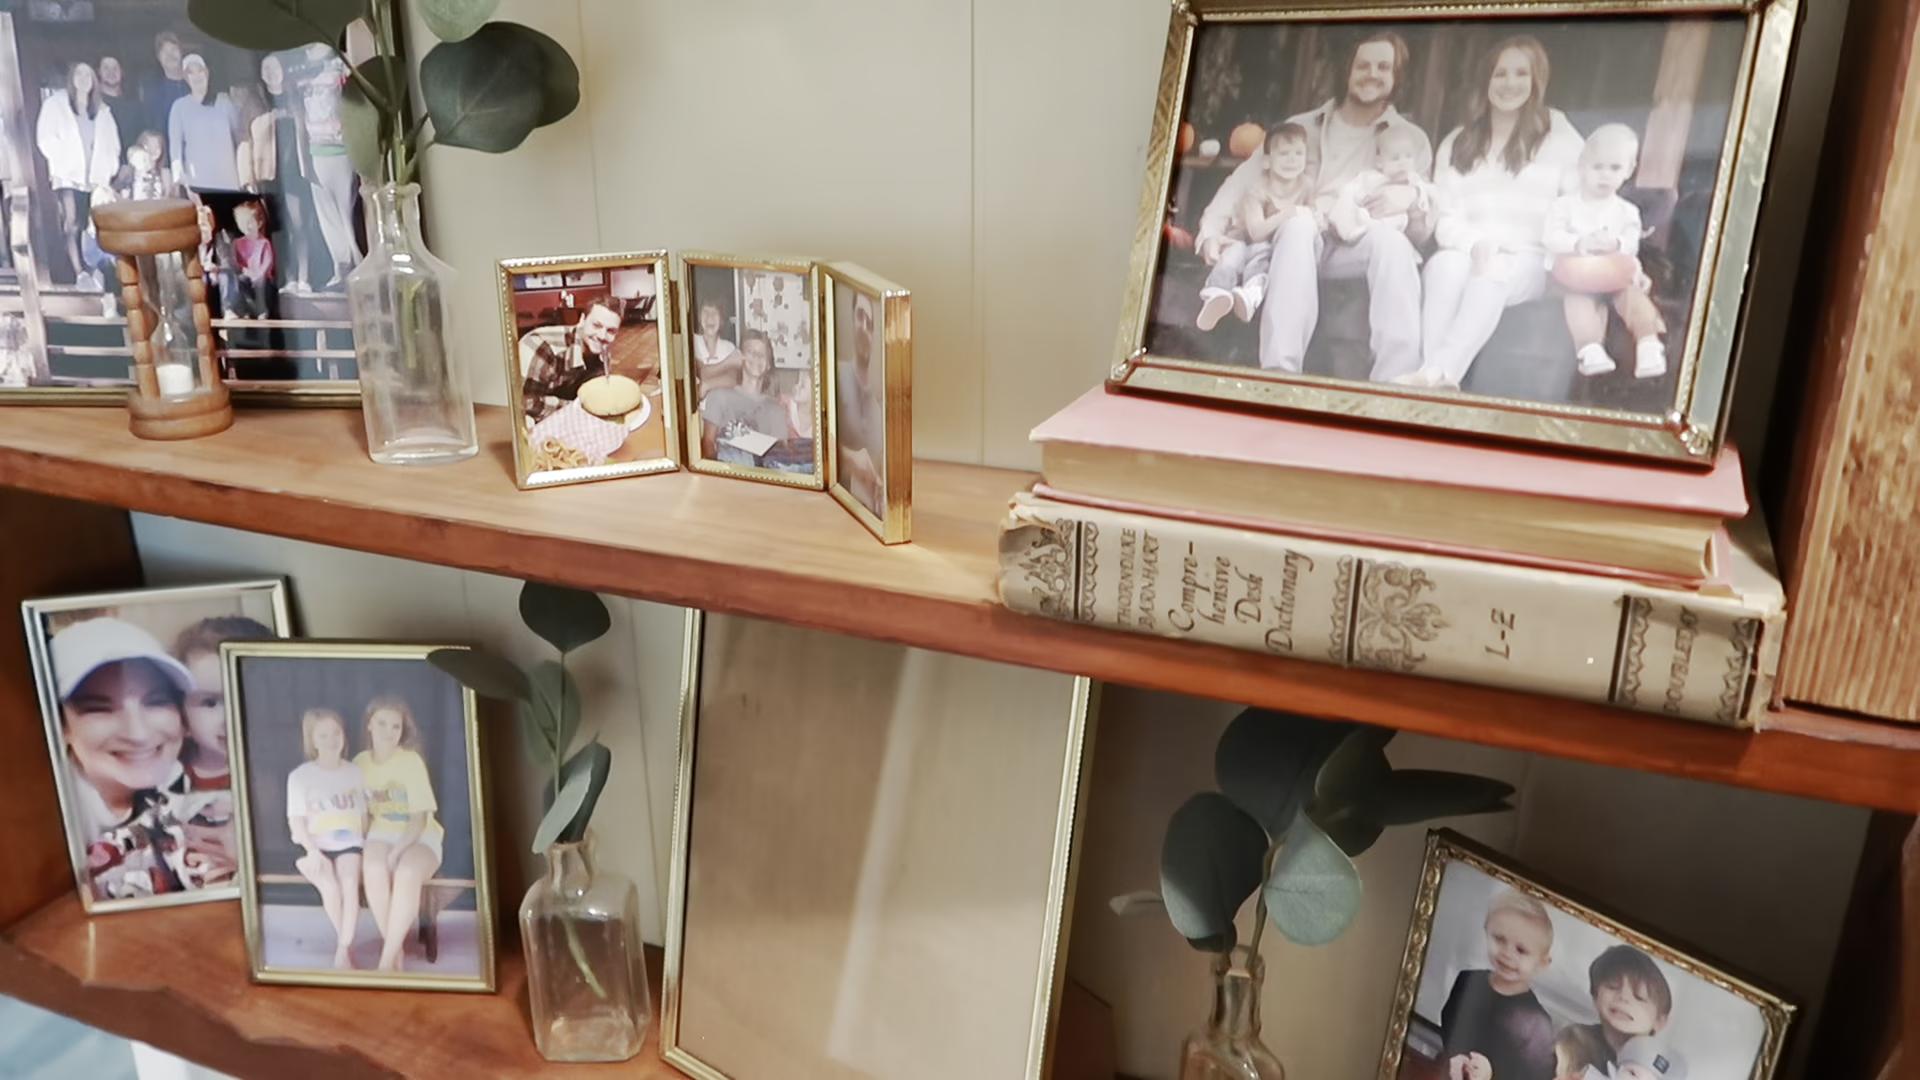 THORNDIKE
BARNHART
Compre-
hensive
Desk
Dictionary
L-Z
DOUBLEDAY